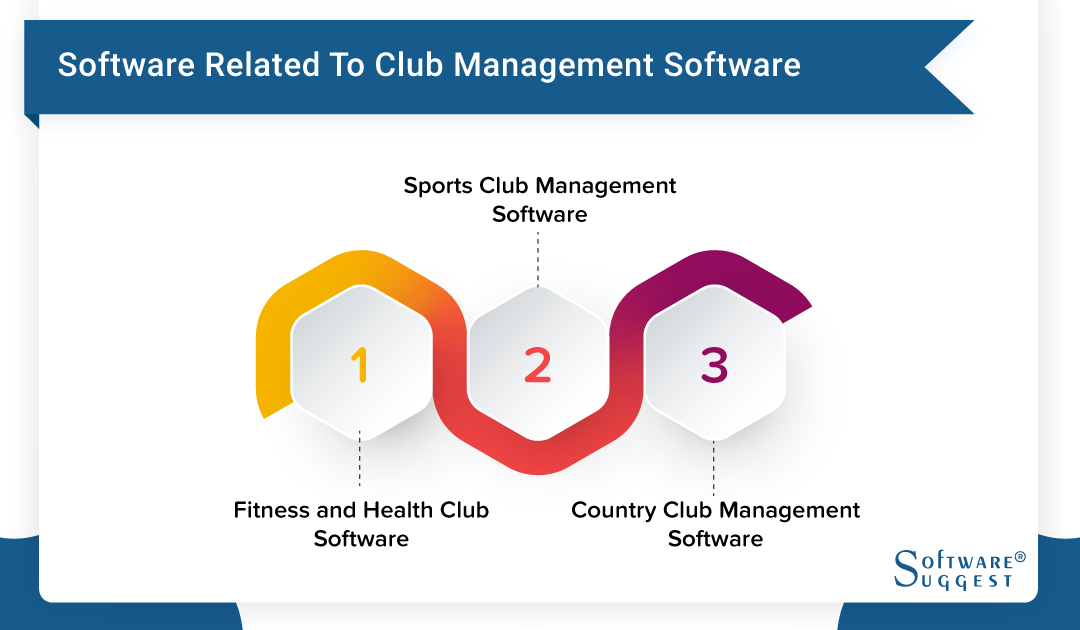 Software Related To Club Management Software
Sports Club Management
Software
1
2
3
Fitness and Health Club
Software
Country Club Management
Software
SOfTWARE®
SUGGEST